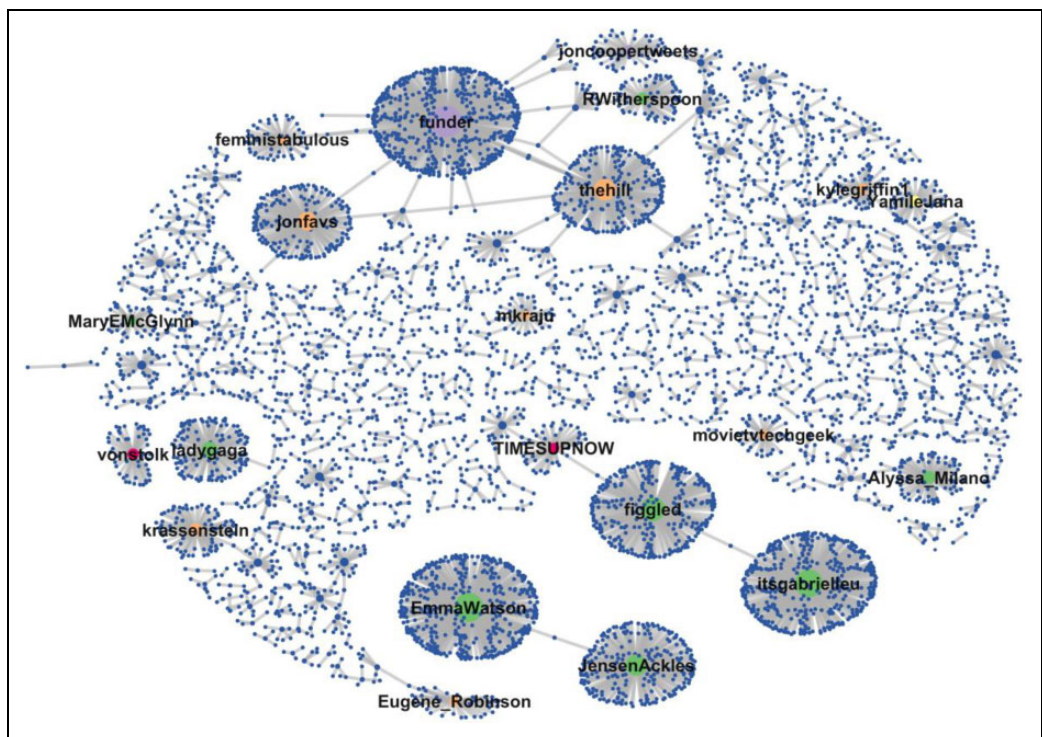 joncoopertweets
RWitherspoon
funder
feministabulous
thehill
kylegriffin1
YamileJana
jonfavs
mkraju
MaryEMcGlynn
movietvtechgeek
TIMESUPNOW
vonstolk
ladygaga
Alyssa_Milano
figgled
krassenstein
itsgabrielleu
EmmaWatson
JensenAckles
Eugene_Robinson